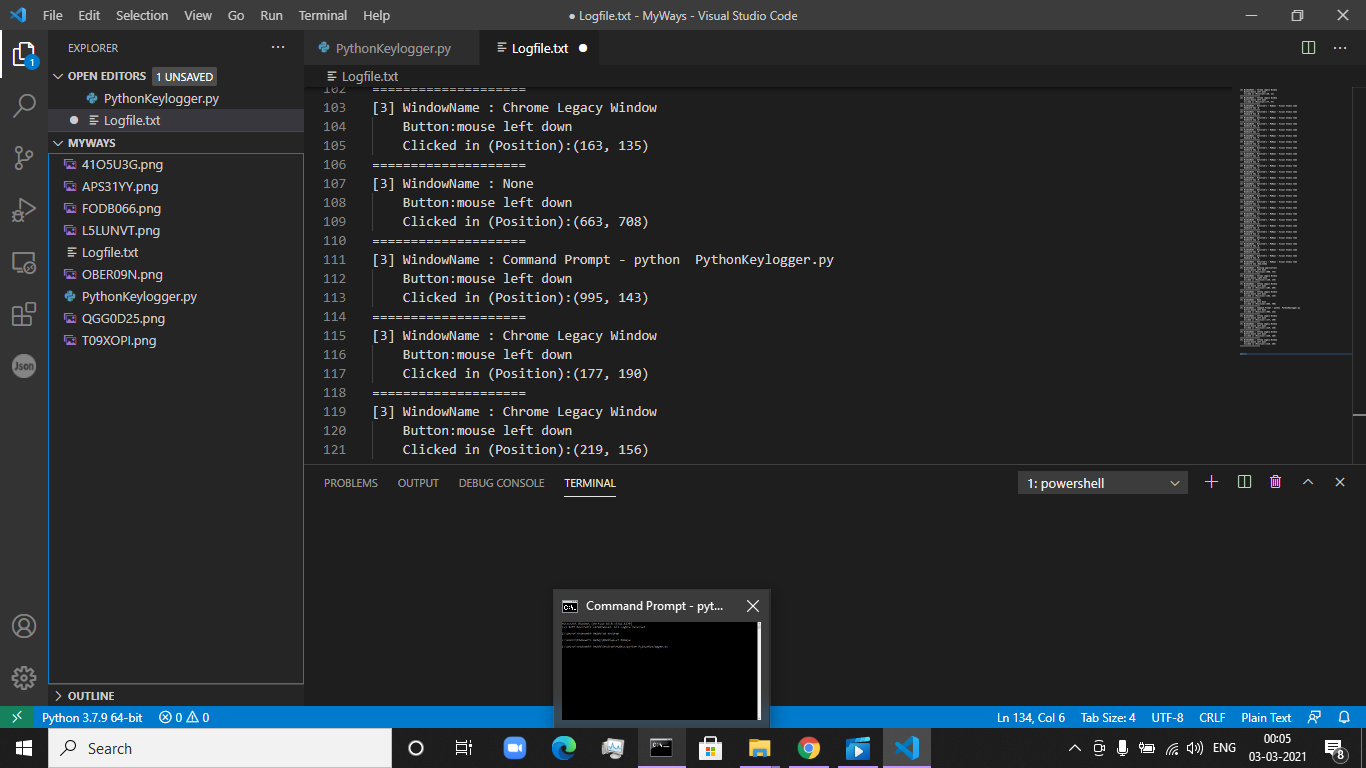 File Edit Selection View Go Run Terminal Help ● Logfile.txt - MyWays - Visual Studio Code
EXPLORER ···
PythonKeylogger.py Logfile.txt ●
OPEN EDITORS 1 UNSAVED
Logfile.txt
PythonKeylogger.py
● Logfile.txt
MYWAYS
41O5U3G.png
APS31YY.png
FODB066.png
L5LUNVT.png
Logfile.txt
OBER09N.png
PythonKeylogger.py
QGG0D25.png
T09XOPI.png
OUTLINE
1
Json
102 ====================
103 [3] WindowName : Chrome Legacy Window
104 Button:mouse left down
105 Clicked in (Position):(163, 135)
106 ====================
107 [3] WindowName : None
108 Button:mouse left down
109 Clicked in (Position):(663, 708)
110 ====================
111 [3] WindowName : Command Prompt - python  PythonKeylogger.py
112 Button:mouse left down
113 Clicked in (Position):(995, 143)
114 ====================
115 [3] WindowName : Chrome Legacy Window
116 Button:mouse left down
117 Clicked in (Position):(177, 190)
118 ====================
119 [3] WindowName : Chrome Legacy Window
120 Button:mouse left down
121 Clicked in (Position):(219, 156)
PROBLEMS OUTPUT DEBUG CONSOLE TERMINAL 1: powershell
Command Prompt - pyt...
Python 3.7.9 64-bit 0 0 Ln 134, Col 6 Tab Size: 4 UTF-8 CRLF Plain Text
Search
ENG
00:05
03-03-2021
8